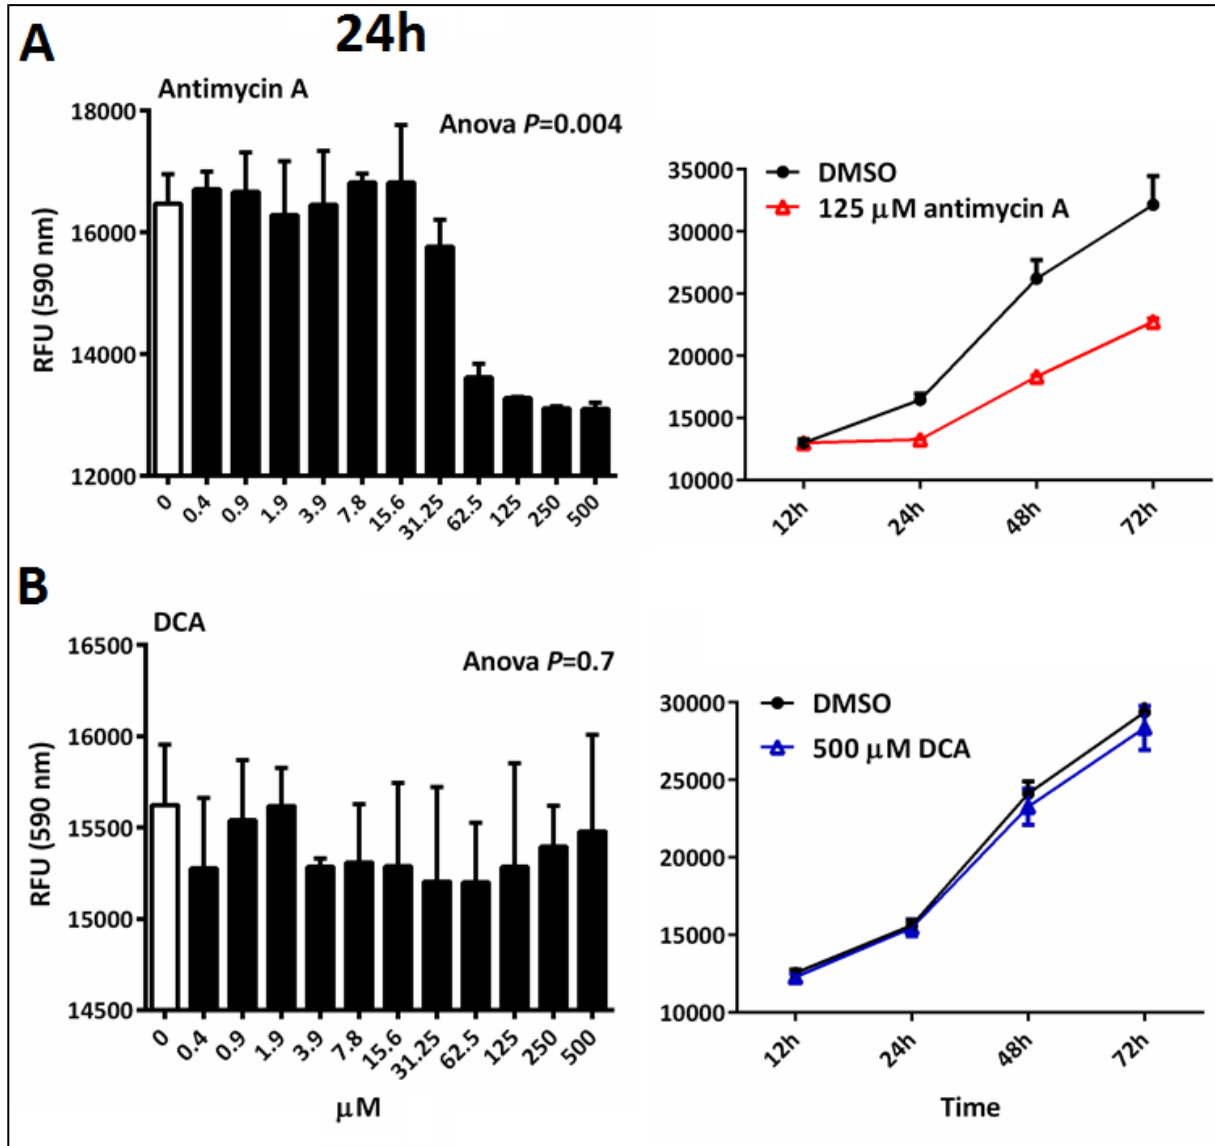 A
24h
Antimycin A
Anova P=0.004
RFU (590 nm)
18000
16000
14000
12000
0 0.4 0.9 1.9 3.9 7.8 15.6 31.25 62.5 125 250 500
DMSO
125 μM antimycin A
35000
30000
25000
20000
15000
10000
12h 24h 48h 72h
B
DCA
Anova P=0.7
RFU (590 nm)
16500
16000
15500
15000
14500
0 0.4 0.9 1.9 3.9 7.8 15.6 31.25 62.5 125 250 500
μM
DMSO
500 μM DCA
30000
25000
20000
15000
10000
12h 24h 48h 72h
Time